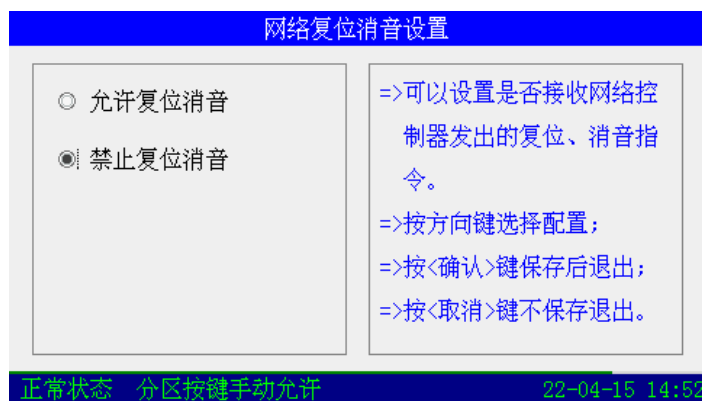 网络复位消音设置
允许复位消音
禁止复位消音
=>可以设置是否接收网络控
制器发出的复位、消音指
令。
=>按方向键选择配置;
=>按<确认>键保存后退出;
=>按<取消>键不保存退出。
正常状态 分区按键手动允许 22-04-15 14:52